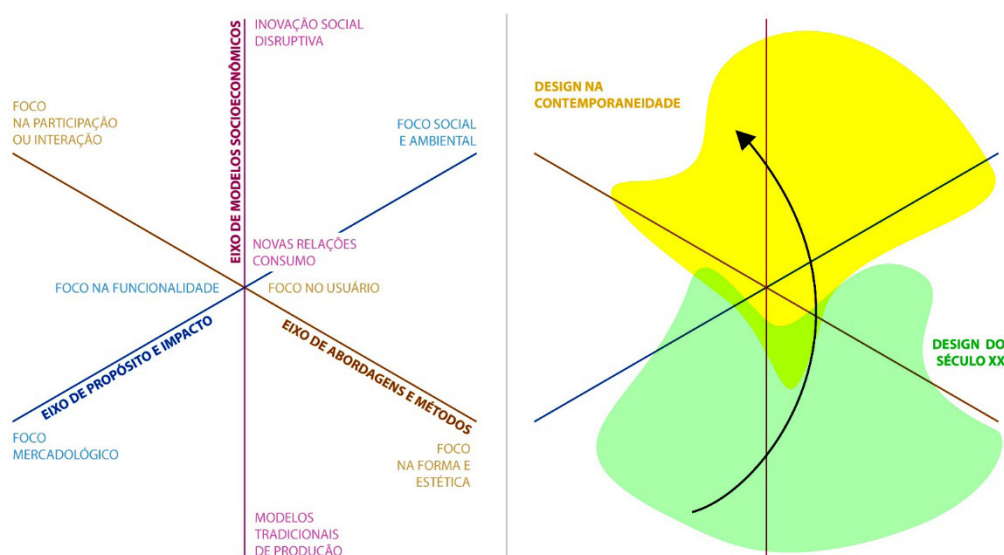 INOVAÇÃO SOCIAL
DISRUPTIVA
EIXO DE MODELOS SOCIOECONÔMICOS
FOCO
NA PARTICIPAÇÃO
OU INTERAÇÃO
FOCO SOCIAL
E AMBIENTAL
NOVAS RELAÇÕES
CONSUMO
FOCO NA FUNCIONALIDADE
FOCO NO USUÁRIO
EIXO DE PROPÓSITO E IMPACTO
EIXO DE ABORDAGENS E MÉTODOS
FOCO
MERCADOLÓGICO
FOCO
NA FORMA E
ESTÉTICA
MODELOS
TRADICIONAIS
DE PRODUÇÃO
DESIGN NA
CONTEMPORANEIDADE
DESIGN DO
SÉCULO XX